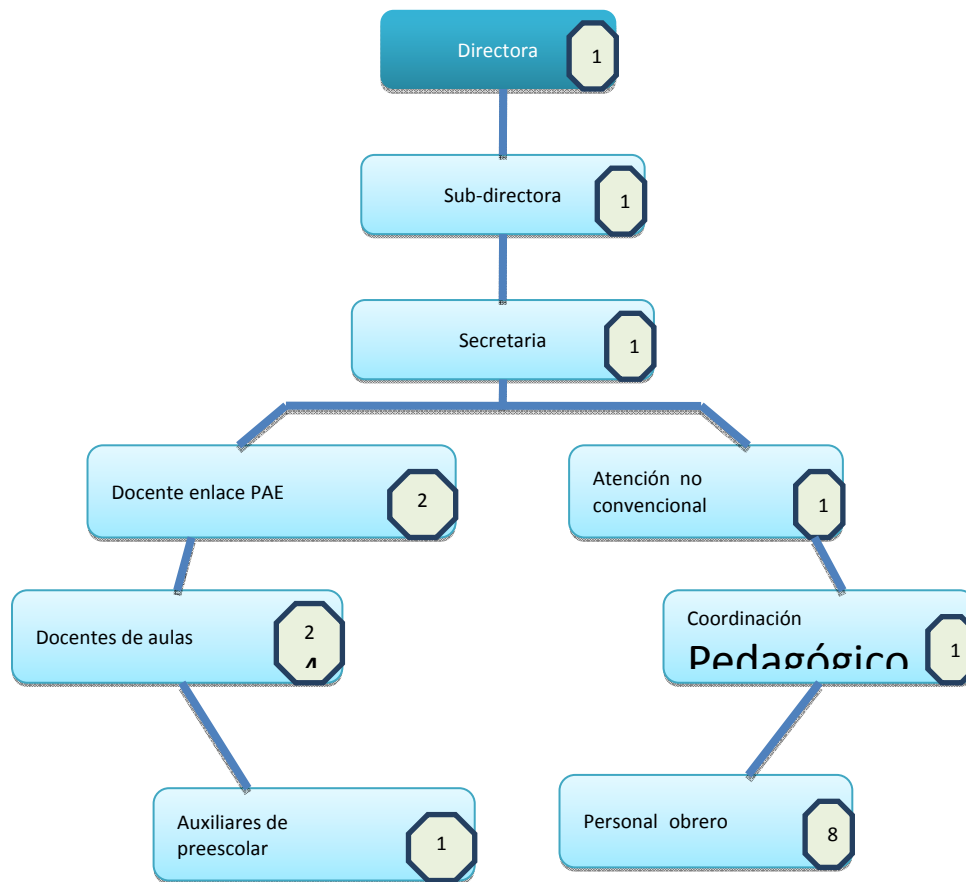 Directora
1
Sub-directora
1
Secretaria
1
Docente enlace PAE
2
Atención no
convencional
1
Docentes de aulas
2
Coordinación
Pedagógico
1
Auxiliares de
preescolar
1
Personal obrero
8